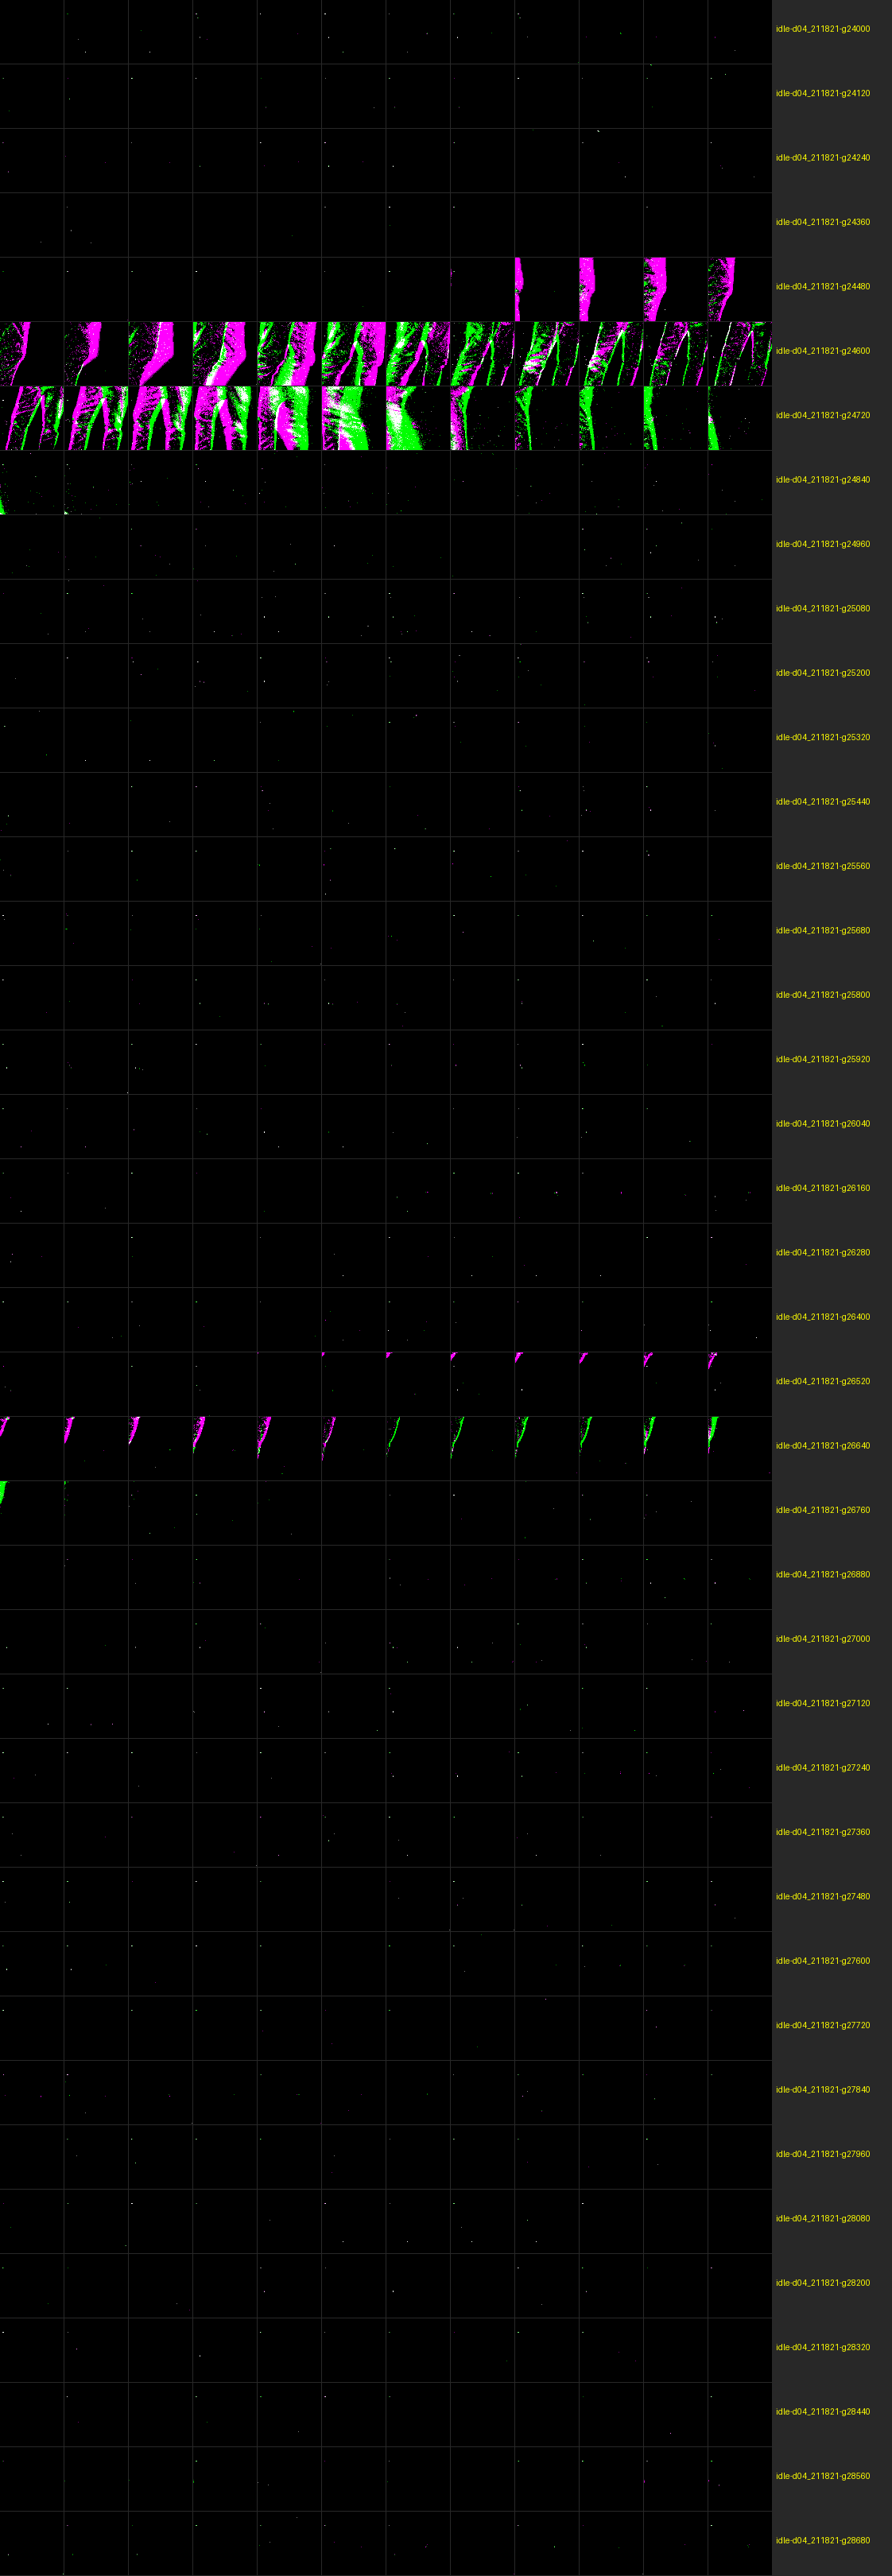 idle-d04_211821-g24000
idle-d04_211821-g24120
idle-d04_211821-g24240
idle-d04_211821-g24360
idle-d04_211821-g24480
idle-d04_211821-g24600
idle-d04_211821-g24720
idle-d04_211821-g24840
idle-d04_211821-g24960
idle-d04_211821-g25080
idle-d04_211821-g25200
idle-d04_211821-g25320
idle-d04_211821-g25440
idle-d04_211821-g25560
idle-d04_211821-g25680
idle-d04_211821-g25800
idle-d04_211821-g25920
idle-d04_211821-g26040
idle-d04_211821-g26160
idle-d04_211821-g26280
idle-d04_211821-g26400
idle-d04_211821-g26520
idle-d04_211821-g26640
idle-d04_211821-g26760
idle-d04_211821-g26880
idle-d04_211821-g27000
idle-d04_211821-g27120
idle-d04_211821-g27240
idle-d04_211821-g27360
idle-d04_211821-g27480
idle-d04_211821-g27600
idle-d04_211821-g27720
idle-d04_211821-g27840
idle-d04_211821-g27960
idle-d04_211821-g28080
idle-d04_211821-g28200
idle-d04_211821-g28320
idle-d04_211821-g28440
idle-d04_211821-g28560
idle-d04_211821-g28680